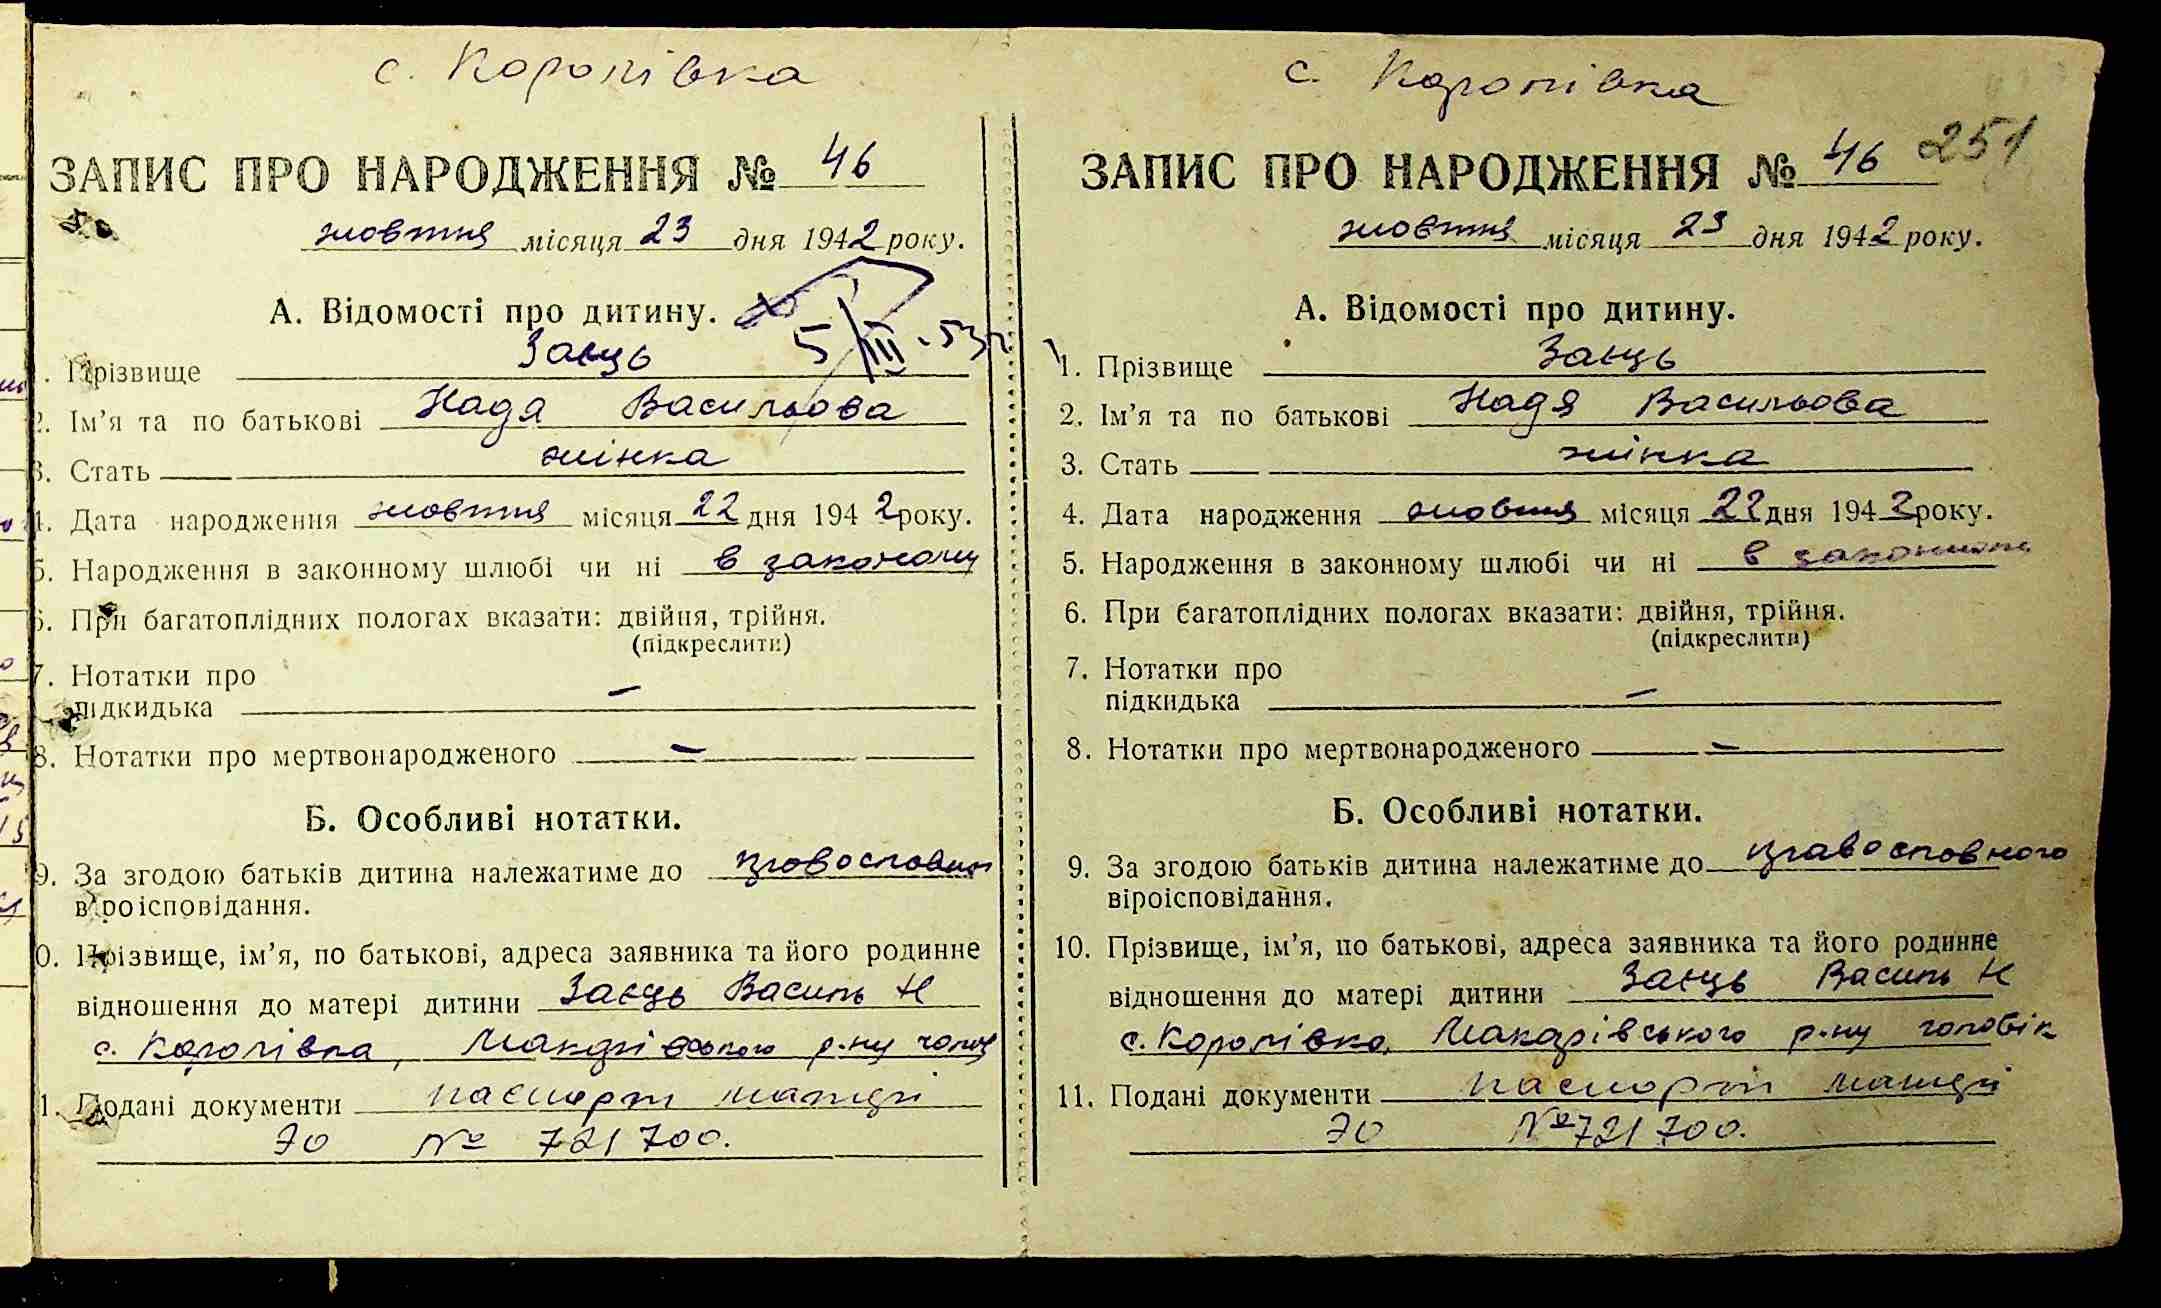 с. Королівка
ЗАПИС ПРО НАРОДЖЕННЯ № 46
жовтня місяця 23 дня 1942 року.
А. Відомості про дитину.
5/III-53г
1. Прізвище Заєць
2. Ім'я та по батькові Надя Васильова
3. Стать жінка
4. Дата народження жовтня місяця 22 дня 1942 року.
5. Народження в законному шлюбі чи ні в законому
6. При багатоплідних пологах вказати: двійня, трійня.
(підкреслити)
7. Нотатки про
підкидька —
8. Нотатки про мертвонародженого —
Б. Особливі нотатки.
9. За згодою батьків дитина належатиме до
віроісповідання.
10. Прізвище, ім'я, по батькові, адреса заявника та його родинне
відношення до матері дитини Заєць Василь Н
с. Королівка, Макарівського р-ну
11. Подані документи паспорт матері
ЭО № 721700.
с. Королівка
251
ЗАПИС ПРО НАРОДЖЕННЯ № 46
жовтня місяця 23 дня 1942 року.
А. Відомості про дитину.
1. Прізвище Заєць
2. Ім'я та по батькові Надя Васильова
3. Стать жінка
4. Дата народження жовтня місяця 22 дня 1942 року.
5. Народження в законному шлюбі чи ні в законному
6. При багатоплідних пологах вказати: двійня, трійня.
(підкреслити)
7. Нотатки про
підкидька —
8. Нотатки про мертвонародженого —
Б. Особливі нотатки.
9. За згодою батьків дитина належатиме до православного
віроісповідання.
10. Прізвище, ім'я, по батькові, адреса заявника та його родинне
відношення до матері дитини Заєць Василь Н
с. Королівка, Макарівського р-ну чоловік
11. Подані документи паспорт матері
ЭО № 721700.